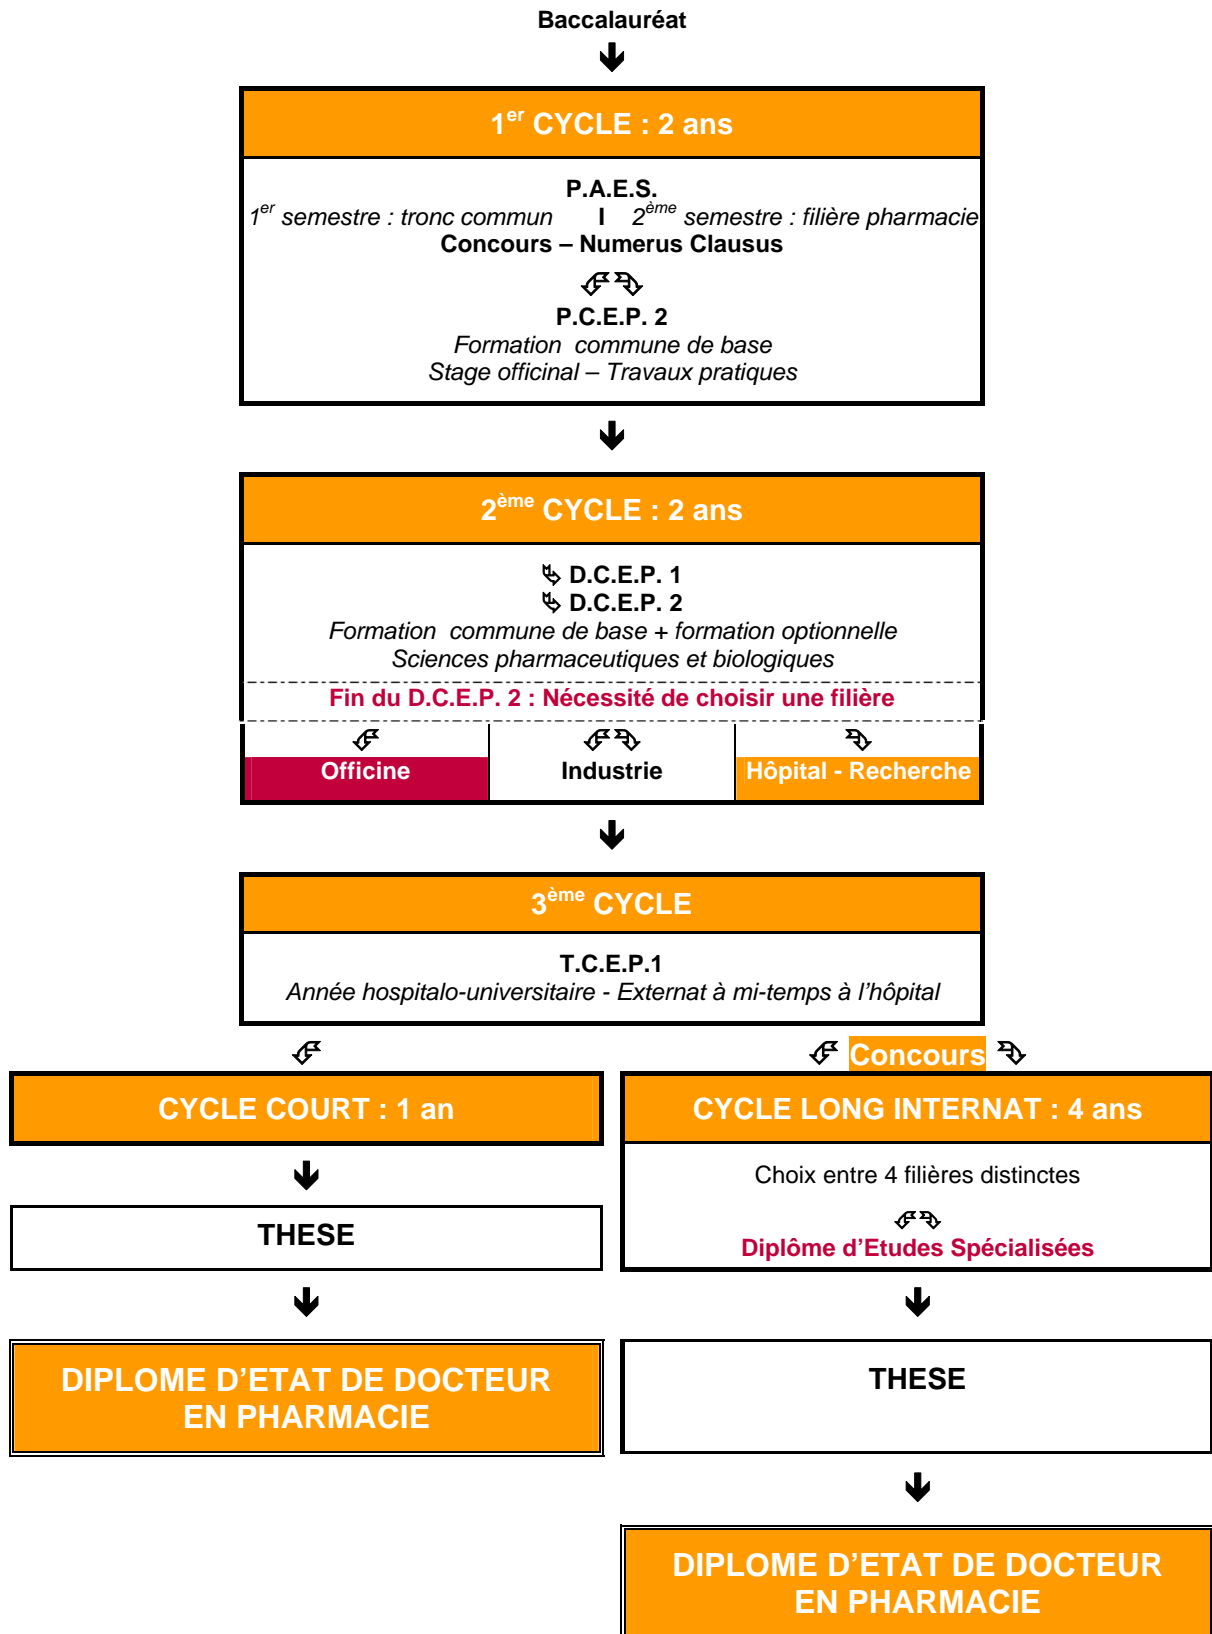 Baccalauréat
1er CYCLE : 2 ans
P.A.E.S.
1er semestre : tronc commun I 2ème semestre : filière pharmacie
Concours – Numerus Clausus
P.C.E.P. 2
Formation commune de base
Stage officinal – Travaux pratiques
2ème CYCLE : 2 ans
D.C.E.P. 1
D.C.E.P. 2
Formation commune de base + formation optionnelle
Sciences pharmaceutiques et biologiques
Fin du D.C.E.P. 2 : Nécessité de choisir une filière
Officine
Industrie
Hôpital - Recherche
3ème CYCLE
T.C.E.P.1
Année hospitalo-universitaire - Externat à mi-temps à l'hôpital
Concours
CYCLE COURT : 1 an
THESE
DIPLOME D'ETAT DE DOCTEUR
EN PHARMACIE
CYCLE LONG INTERNAT : 4 ans
Choix entre 4 filières distinctes
Diplôme d'Etudes Spécialisées
THESE
DIPLOME D'ETAT DE DOCTEUR
EN PHARMACIE